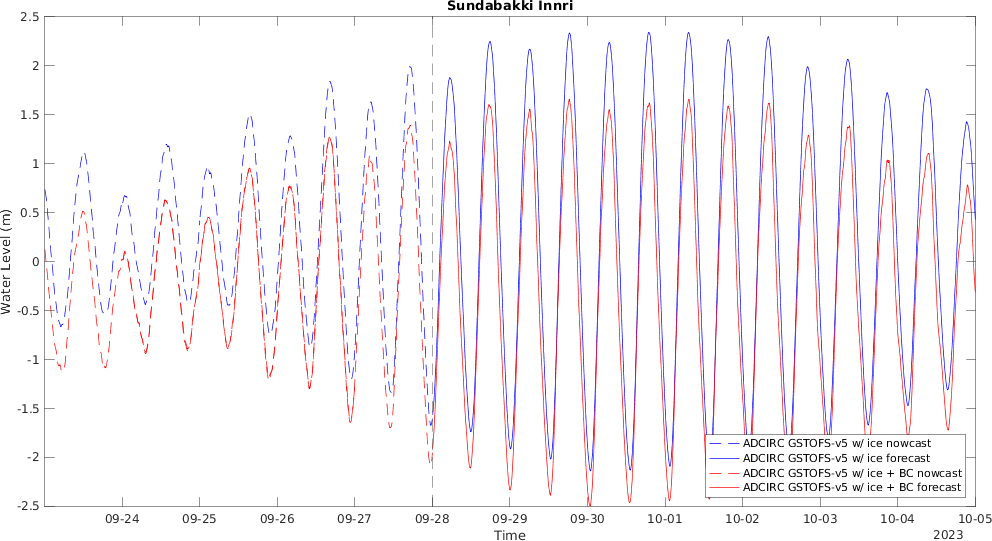 Sundabakki Innri
2.5
2
1.5
1
0.5
0
-0.5
-1
-1.5
-2
-2.5
Water Level (m)
ADCIRC GSTOFS-v5 w/ ice nowcast
ADCIRC GSTOFS-v5 w/ ice forecast
ADCIRC GSTOFS-v5 w/ ice + BC nowcast
ADCIRC GSTOFS-v5 w/ ice + BC forecast
09-24 09-25 09-26 09-27 09-28 09-29 09-30 10-01 10-02 10-03 10-04 10-05
Time
2023